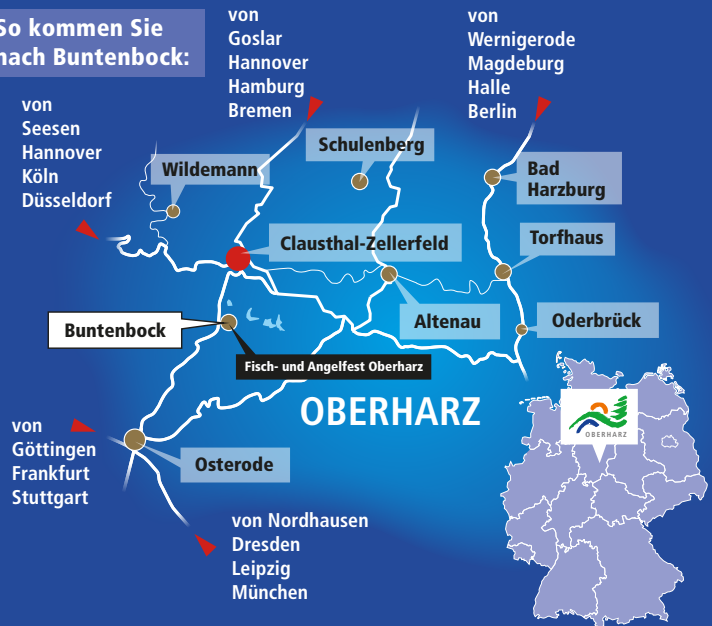 So kommen Sie
nach Buntenbock:
von
Goslar
Hannover
Hamburg
Bremen
von
Wernigerode
Magdeburg
Halle
Berlin
von
Seesen
Hannover
Köln
Düsseldorf
Wildemann
Schulenberg
Bad
Harzburg
Clausthal-Zellerfeld
Torfhaus
Buntenbock
Altenau
Oderbrück
Fisch- und Angelfest Oberharz
OBERHARZ
OBERHARZ
von
Göttingen
Frankfurt
Stuttgart
Osterode
von Nordhausen
Dresden
Leipzig
München